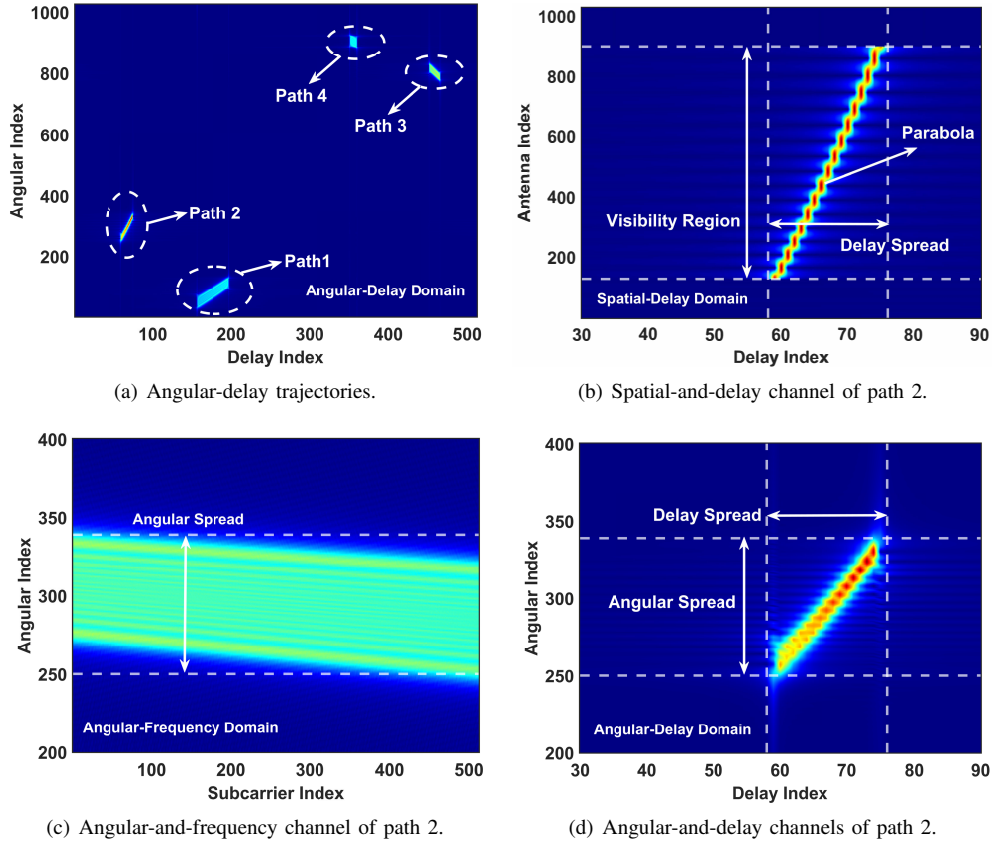 1000
800
600
400
200
Angular Index
Path 4
Path 3
Path 2
Path1
Angular-Delay Domain
100 200 300 400 500
Delay Index
(a) Angular-delay trajectories.
1000
800
600
400
200
Antenna Index
Parabola
Visibility Region
Delay Spread
Spatial-Delay Domain
30 40 50 60 70 80 90
Delay Index
(b) Spatial-and-delay channel of path 2.
400
350
300
250
200
Angular Index
Angular Spread
Angular-Frequency Domain
100 200 300 400 500
Subcarrier Index
(c) Angular-and-frequency channel of path 2.
400
350
300
250
200
Angular Index
Delay Spread
Angular Spread
Angular-Delay Domain
30 40 50 60 70 80 90
Delay Index
(d) Angular-and-delay channels of path 2.